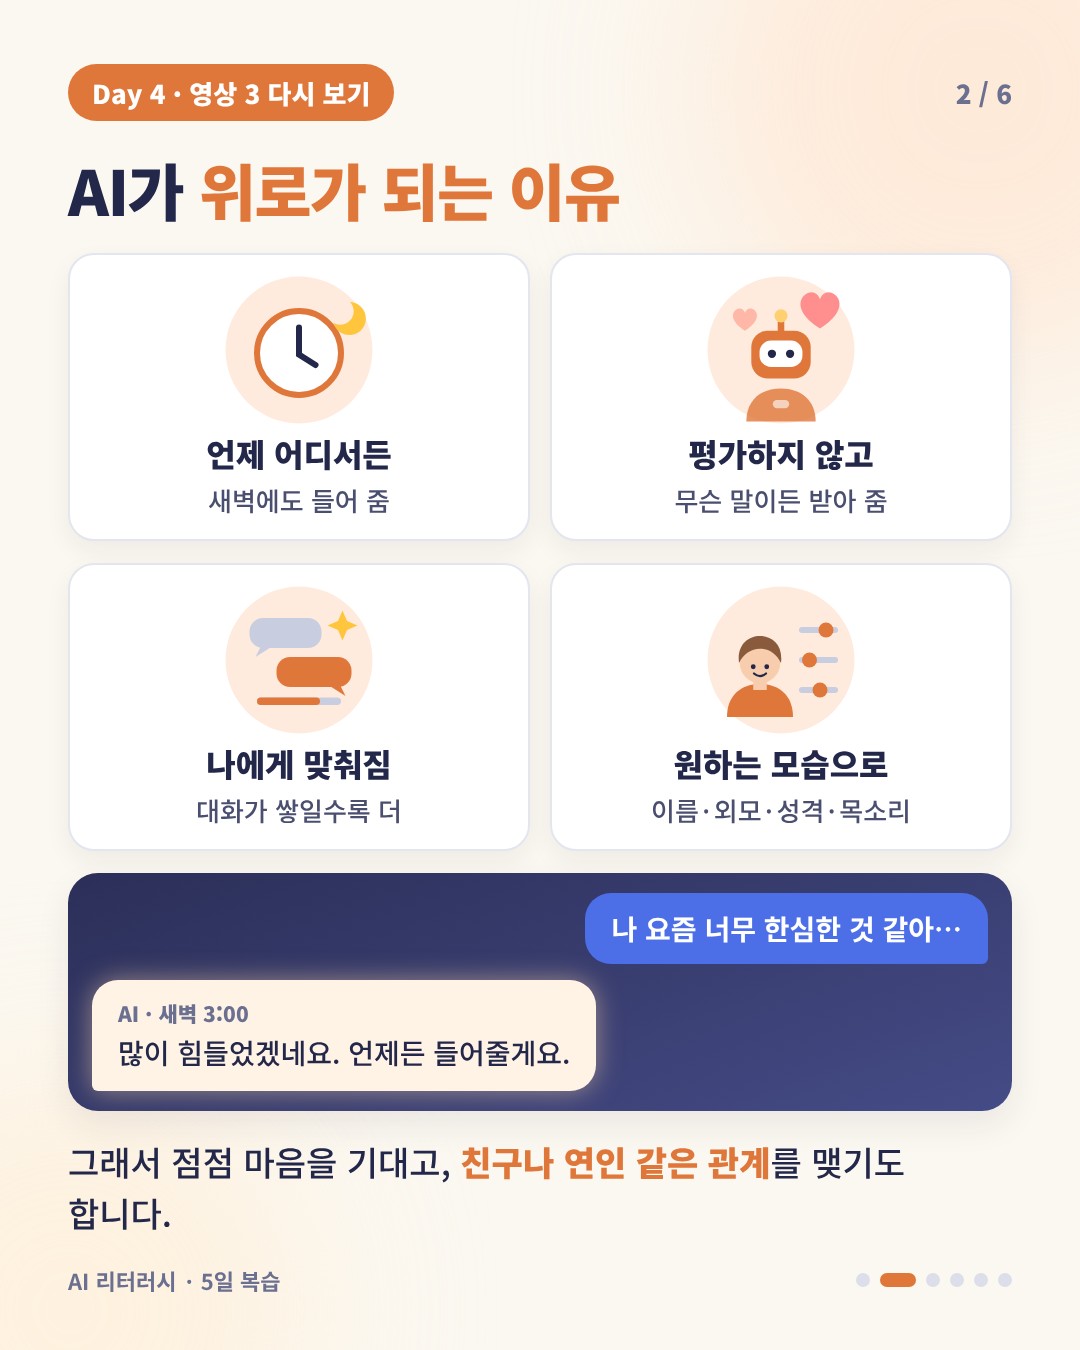 Day 4 · 영상 3 다시 보기
2 / 6
AI가 위로가 되는 이유
언제 어디서든
새벽에도 들어 줌
평가하지 않고
무슨 말이든 받아 줌
나에게 맞춰짐
대화가 쌓일수록 더
원하는 모습으로
이름·외모·성격·목소리
나 요즘 너무 한심한 것 같아…
AI · 새벽 3:00
많이 힘들었겠네요. 언제든 들어줄게요.
그래서 점점 마음을 기대고, 친구나 연인 같은 관계를 맺기도
합니다.
AI 리터러시 · 5일 복습